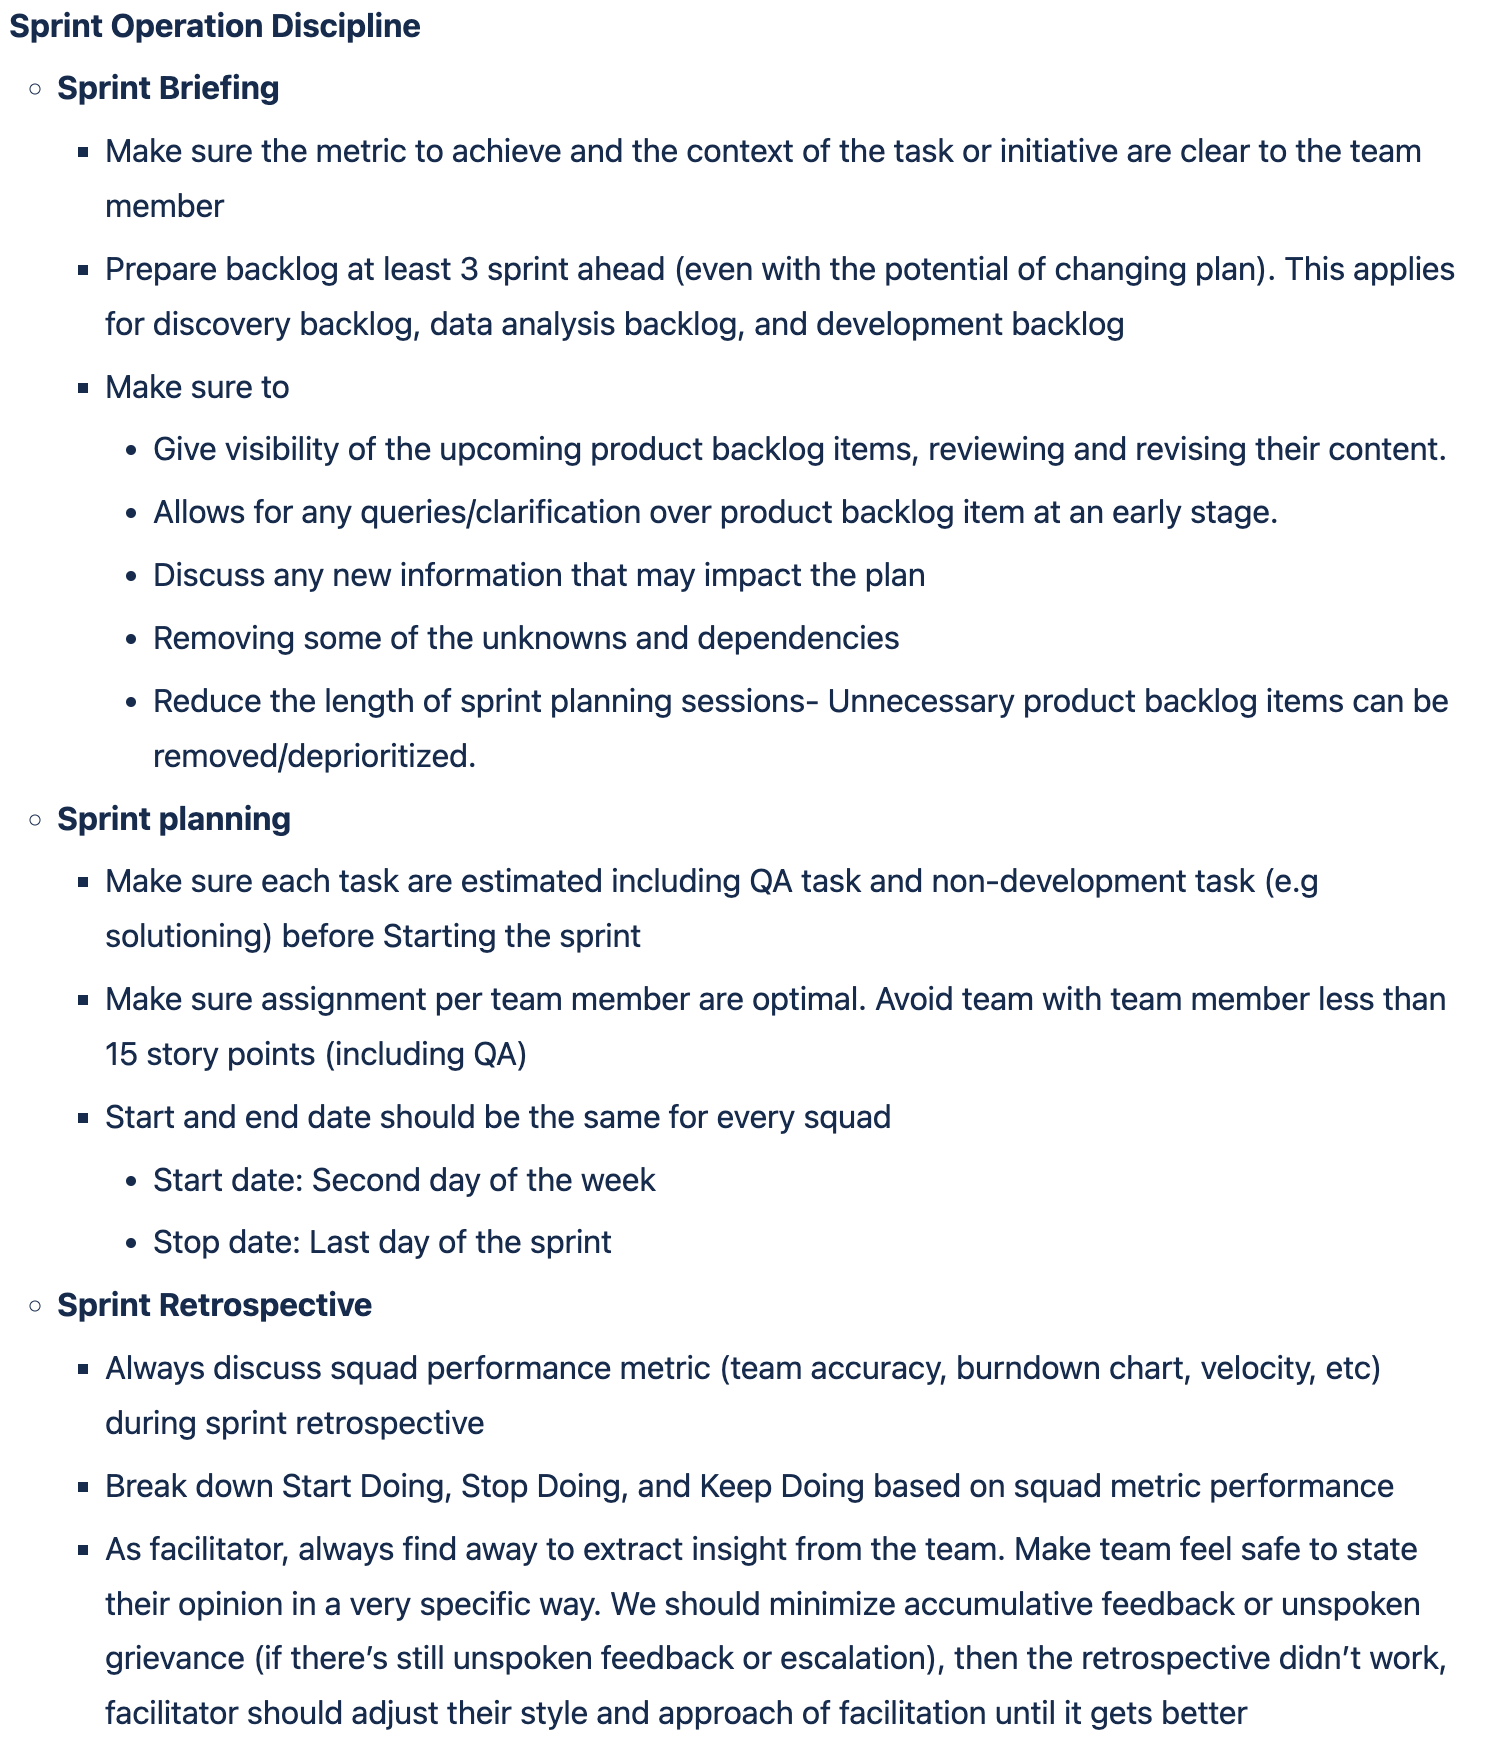 Sprint Operation Discipline
Sprint Briefing
Make sure the metric to achieve and the context of the task or initiative are clear to the team
member
Prepare backlog at least 3 sprint ahead (even with the potential of changing plan). This applies
for discovery backlog, data analysis backlog, and development backlog
Make sure to
Give visibility of the upcoming product backlog items, reviewing and revising their content.
Allows for any queries/clarification over product backlog item at an early stage.
Discuss any new information that may impact the plan
Removing some of the unknowns and dependencies
Reduce the length of sprint planning sessions- Unnecessary product backlog items can be
removed/deprioritized.
Sprint planning
Make sure each task are estimated including QA task and non-development task (e.g
solutioning) before Starting the sprint
Make sure assignment per team member are optimal. Avoid team with team member less than
15 story points (including QA)
Start and end date should be the same for every squad
Start date: Second day of the week
Stop date: Last day of the sprint
Sprint Retrospective
Always discuss squad performance metric (team accuracy, burndown chart, velocity, etc)
during sprint retrospective
Break down Start Doing, Stop Doing, and Keep Doing based on squad metric performance
As facilitator, always find away to extract insight from the team. Make team feel safe to state
their opinion in a very specific way. We should minimize accumulative feedback or unspoken
grievance (if there’s still unspoken feedback or escalation), then the retrospective didn’t work,
facilitator should adjust their style and approach of facilitation until it gets better